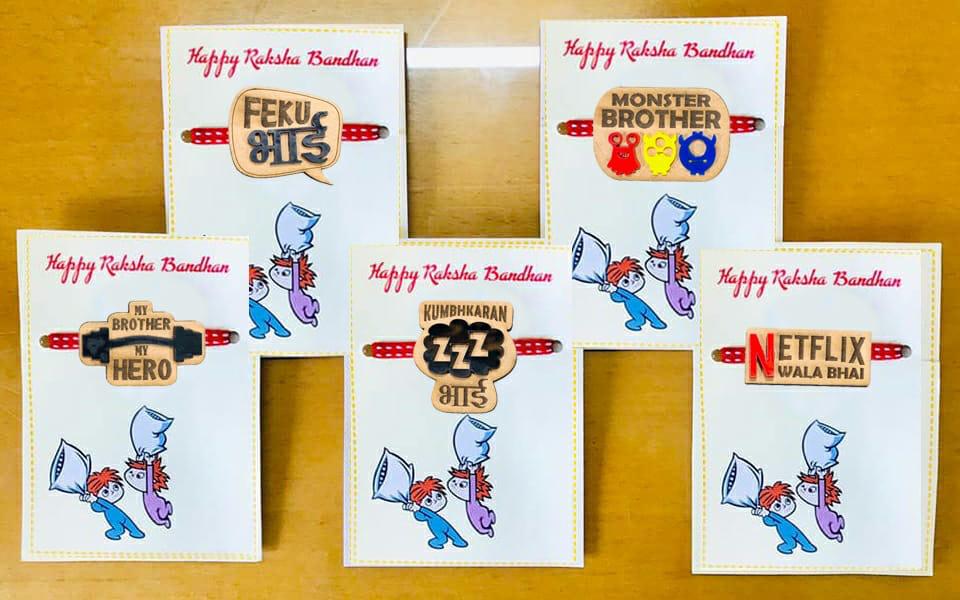 Happy Raksha Bandhan
FEKU
भाई
Happy Raksha Bandhan
MONSTER
BROTHER
Happy Raksha Bandhan
MY
BROTHER
MY
HERO
Happy Raksha Bandhan
KUMBHKARAN
ZZZ
भाई
Happy Raksha Bandhan
NETFLIX
WALA BHAI